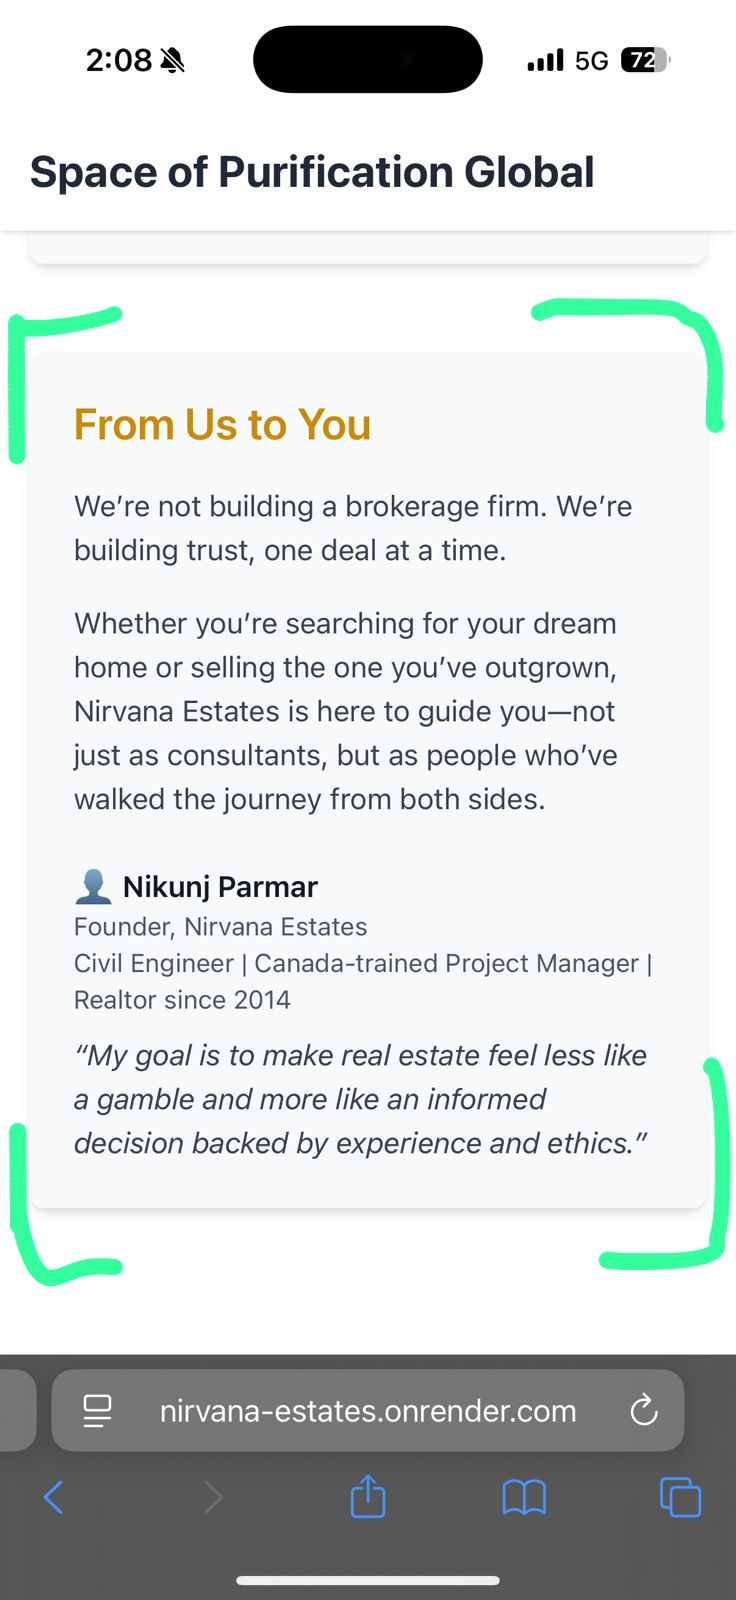 2:08
5G
72
Space of Purification Global
From Us to You
We’re not building a brokerage firm. We’re
building trust, one deal at a time.
Whether you’re searching for your dream
home or selling the one you’ve outgrown,
Nirvana Estates is here to guide you—not
just as consultants, but as people who’ve
walked the journey from both sides.
Nikunj Parmar
Founder, Nirvana Estates
Civil Engineer | Canada-trained Project Manager |
Realtor since 2014
“My goal is to make real estate feel less like
a gamble and more like an informed
decision backed by experience and ethics.”
nirvana-estates.onrender.com